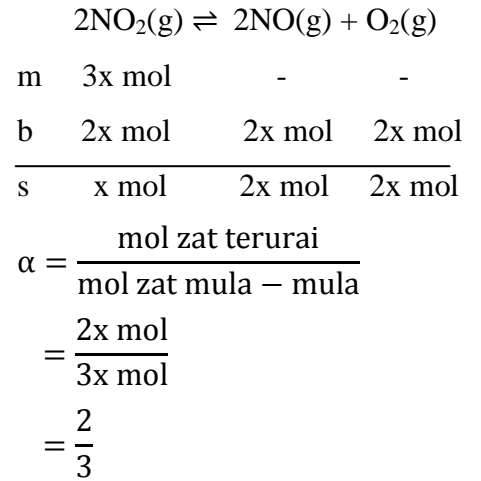 2NO₂(g) ⇌ 2NO(g) + O₂(g)
m 3x mol - -
b 2x mol 2x mol 2x mol
s x mol 2x mol 2x mol
α = mol zat terurai / mol zat mula − mula
= 2x mol / 3x mol
= 2 / 3